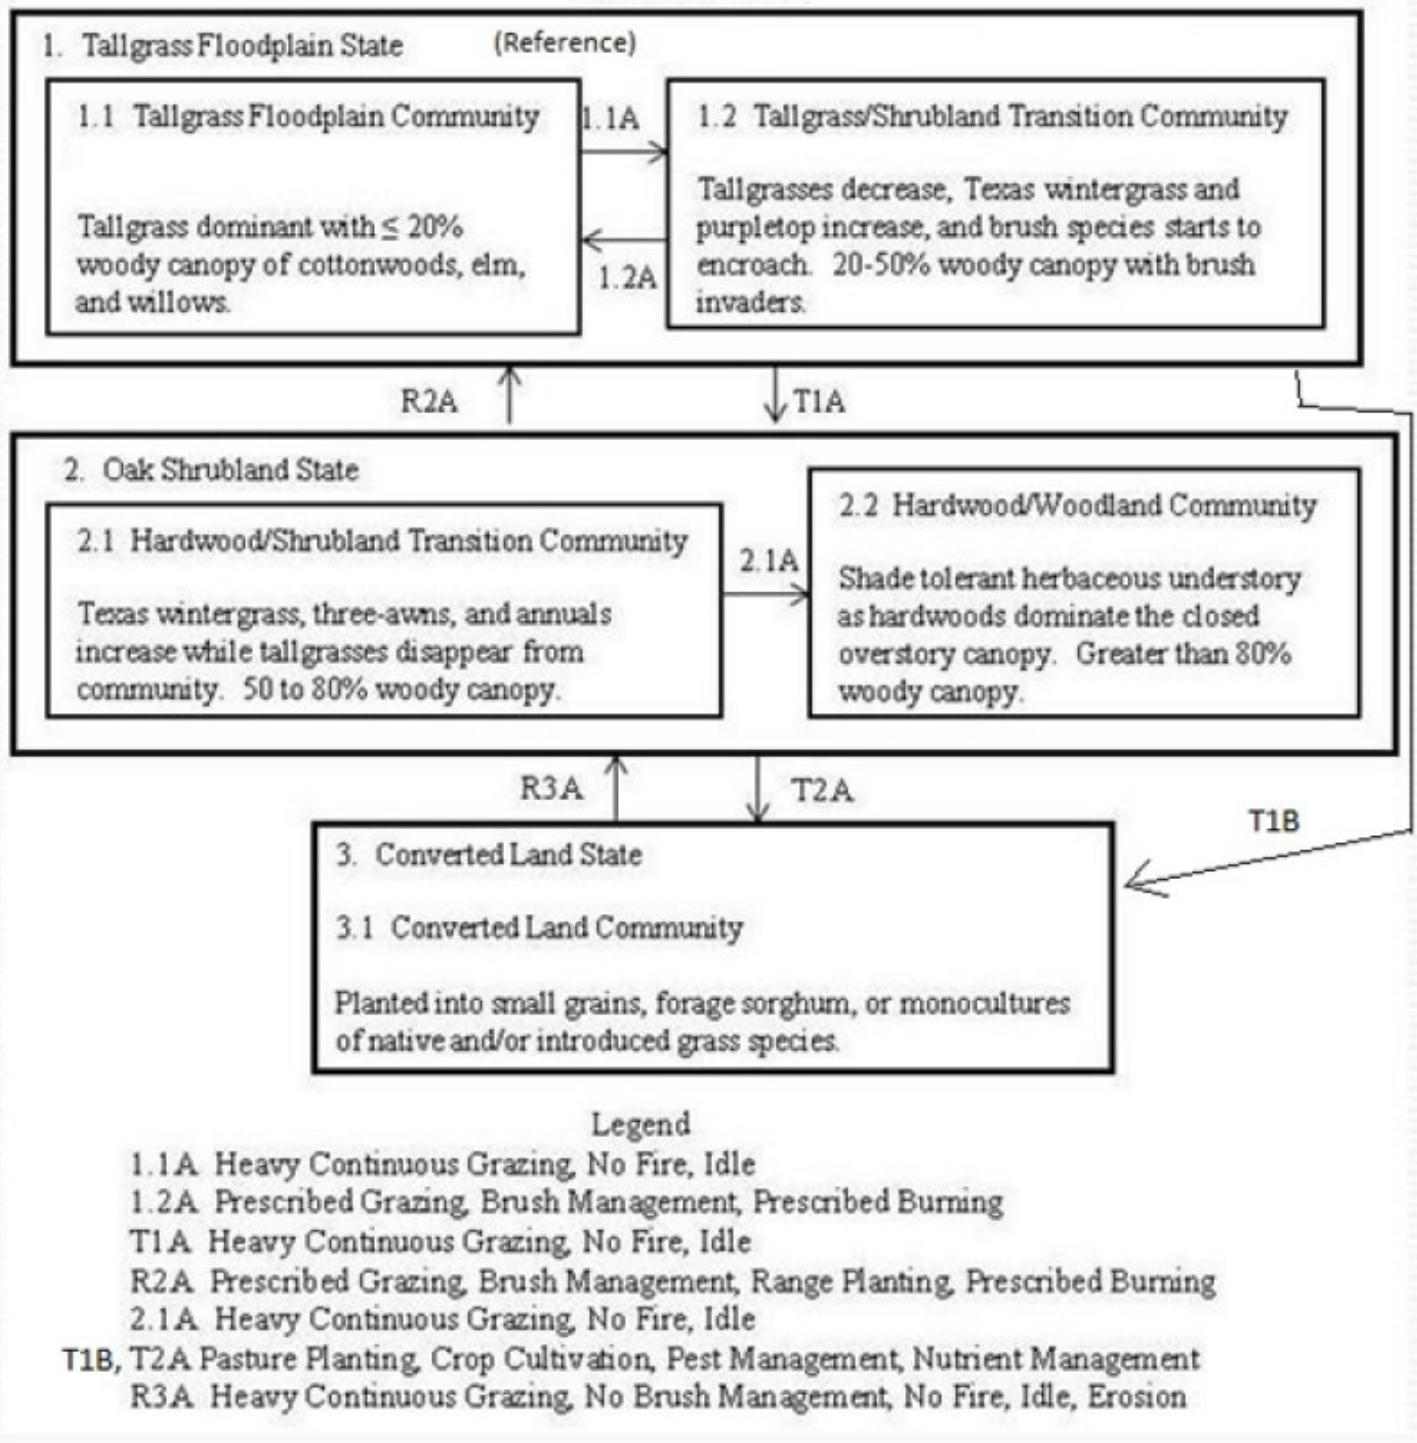 1. Tallgrass Floodplain State (Reference)
1.1 Tallgrass Floodplain Community
Tallgrass dominant with ≤ 20%
woody canopy of cottonwoods, elm,
and willows.
1.1A
1.2A
1.2 Tallgrass/Shrubland Transition Community
Tallgrasses decrease, Texas wintergrass and
purpletop increase, and brush species starts to
encroach. 20-50% woody canopy with brush
invaders.
R2A
T1A
2. Oak Shrubland State
2.1 Hardwood/Shrubland Transition Community
Texas wintergrass, three-awns, and annuals
increase while tallgrasses disappear from
community. 50 to 80% woody canopy.
2.1A
2.2 Hardwood/Woodland Community
Shade tolerant herbaceous understory
as hardwoods dominate the closed
overstory canopy. Greater than 80%
woody canopy.
R3A
T2A
T1B
3. Converted Land State
3.1 Converted Land Community
Planted into small grains, forage sorghum, or monocultures
of native and/or introduced grass species.
Legend
1.1A Heavy Continuous Grazing, No Fire, Idle
1.2A Prescribed Grazing, Brush Management, Prescribed Burning
T1A Heavy Continuous Grazing, No Fire, Idle
R2A Prescribed Grazing, Brush Management, Range Planting, Prescribed Burning
2.1A Heavy Continuous Grazing, No Fire, Idle
T1B, T2A Pasture Planting, Crop Cultivation, Pest Management, Nutrient Management
R3A Heavy Continuous Grazing, No Brush Management, No Fire, Idle, Erosion